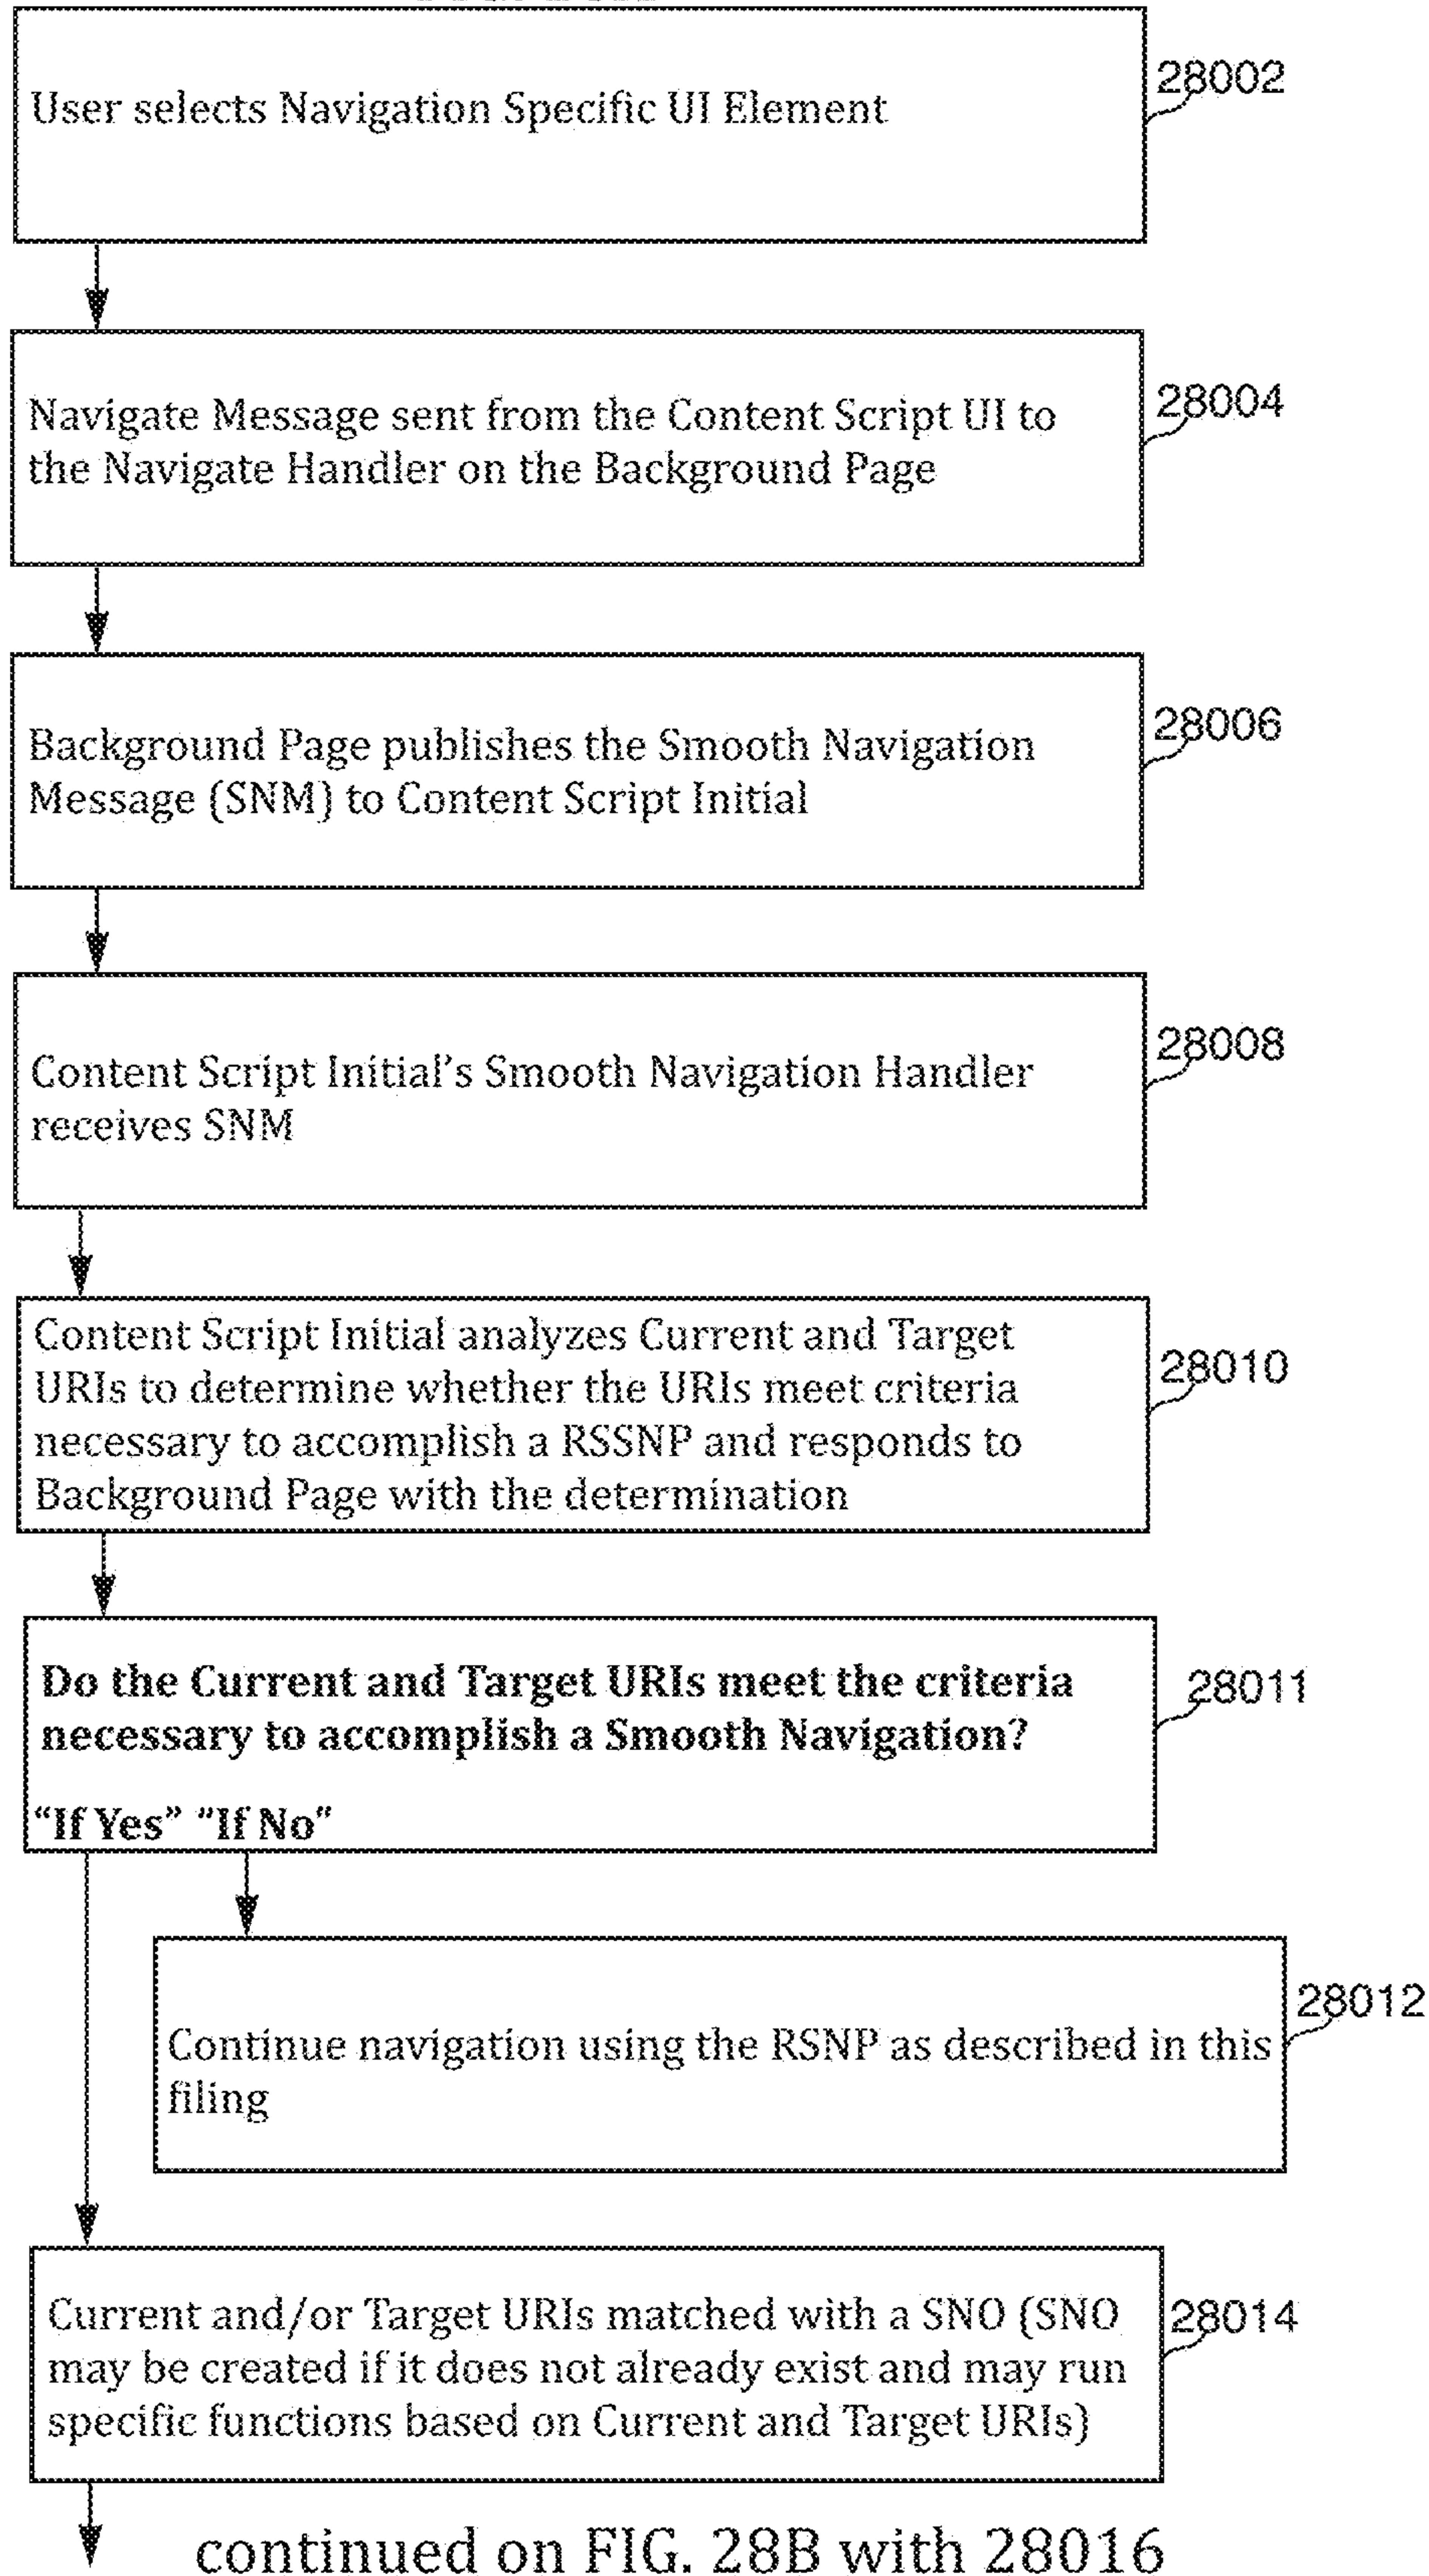 User selects Navigation Specific UI Element
28002
Navigate Message sent from the Content Script UI to
the Navigate Handler on the Background Page
28004
Background Page publishes the Smooth Navigation
Message (SNM) to Content Script Initial
28006
Content Script Initial's Smooth Navigation Handler
receives SNM
28008
Content Script Initial analyzes Current and Target
URIs to determine whether the URIs meet criteria
necessary to accomplish a RSSNP and responds to
Background Page with the determination
28010
Do the Current and Target URIs meet the criteria
necessary to accomplish a Smooth Navigation?
28011
“If Yes” "If No"
Continue navigation using the RSNP as described in this
filing
28012
Current and/or Target URIs matched with a SNO (SNO
may be created if it does not already exist and may run
specific functions based on Current and Target URIs)
28014
continued on FIG. 28B with 28016